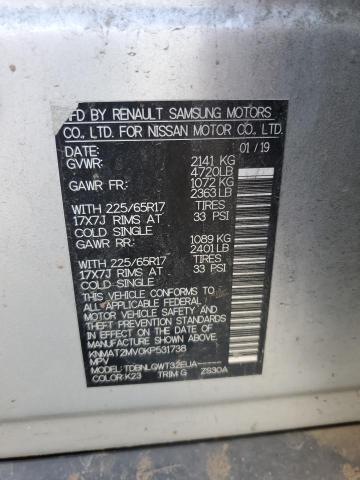 MFD BY RENAULT SAMSUNG MOTORS
CO., LTD. FOR NISSAN MOTOR CO., LTD.
DATE: 01/19
GVWR: 2141 KG
4720LB
GAWR FR: 1072 KG
2363 LB
WITH 225/65R17 TIRES
17X7J RIMS AT 33 PSI
COLD SINGLE
GAWR RR: 1089 KG
2401 LB
WITH 225/65R17 TIRES
17X7J RIMS AT 33 PSI
COLD SINGLE
THIS VEHICLE CONFORMS TO
ALL APPLICABLE FEDERAL
MOTOR VEHICLE SAFETY AND
THEFT PREVENTION STANDARDS
IN EFFECT ON THE DATE OF
MANUFACTURE SHOWN ABOVE.
KNMAT2MV0KP531738
MPV
MODEL: TDBNLQWT32EUA-----
COLOR:K23 TRIM:G ZS30A